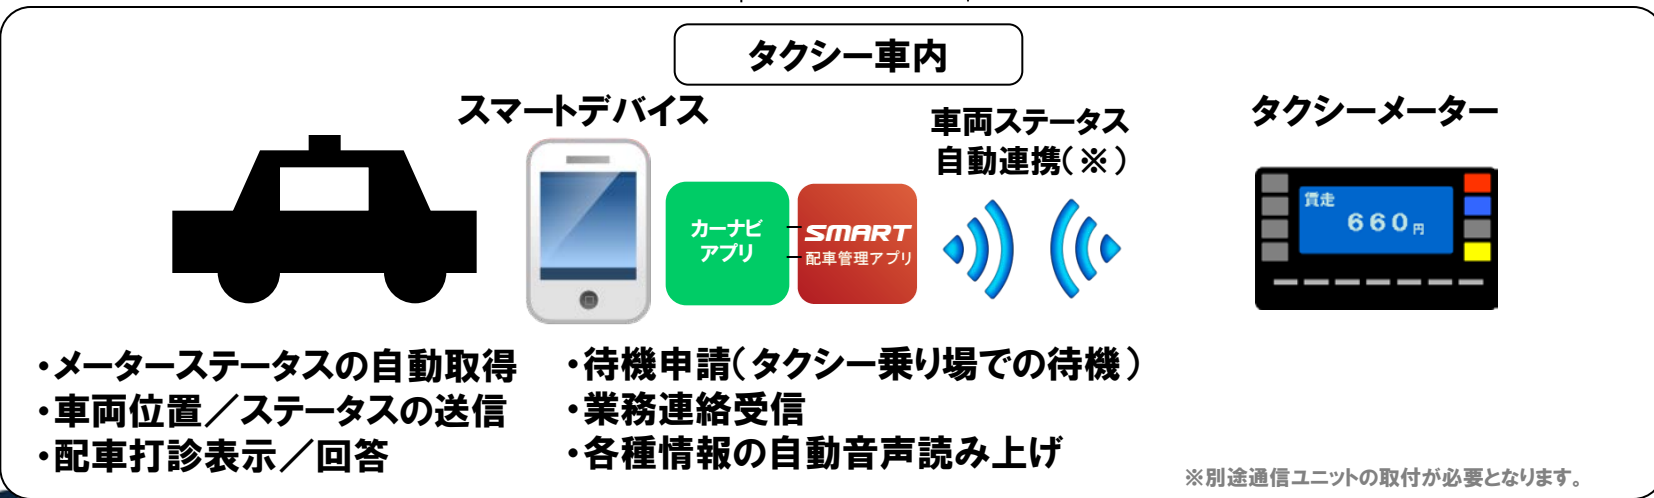 タクシー車内
スマートデバイス
車両ステータス
自動連携(※)
タクシーメーター
カーナビ
アプリ
SMART
配車管理アプリ
賃走
660円
・メーターステータスの自動取得
・車両位置／ステータスの送信
・配車打診表示／回答
・待機申請(タクシー乗り場での待機)
・業務連絡受信
・各種情報の自動音声読み上げ
※別途通信ユニットの取付が必要となります。